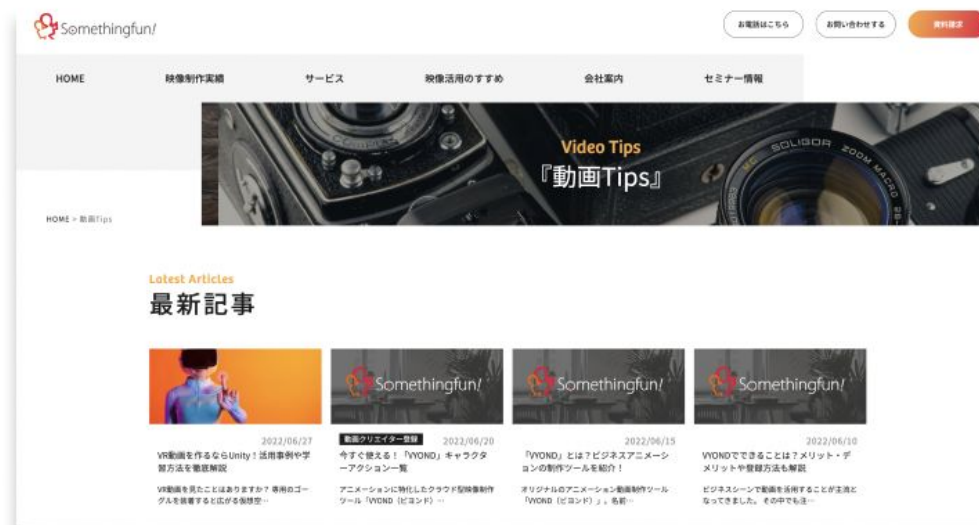 Somethingfun!
お電話はこちら
お問い合わせする
資料請求
HOME
映像制作実績
サービス
映像活用のすすめ
会社案内
セミナー情報
Video Tips
『動画Tips』
SOLIGOR ZOOM MACRO
HOME > 動画Tips
Latest Articles
最新記事
Somethingfun!
Somethingfun!
Somethingfun!
2022/06/27
VR動画を作るならUnity！活用事例や学
習方法を徹底解説
VR動画を見たことはありますか？ 専用のゴー
グルを装着すると広がる仮想空…
動画クリエイター登録
2022/06/20
今すぐ使える！「VYOND」キャラクタ
ーアクション一覧
アニメーションに特化したクラウド型映像制作
ツール「VYOND（ビヨンド）…
2022/06/15
「VYOND」とは？ビジネスアニメーシ
ョンの制作ツールを紹介！
オリジナルのアニメーション動画制作ツール
「VYOND（ビヨンド）」。名前…
2022/06/10
VYONDでできることは？メリット・デ
メリットや登録方法も解説
ビジネスシーンで動画を活用することが主流と
なってきました。 その中でも注…